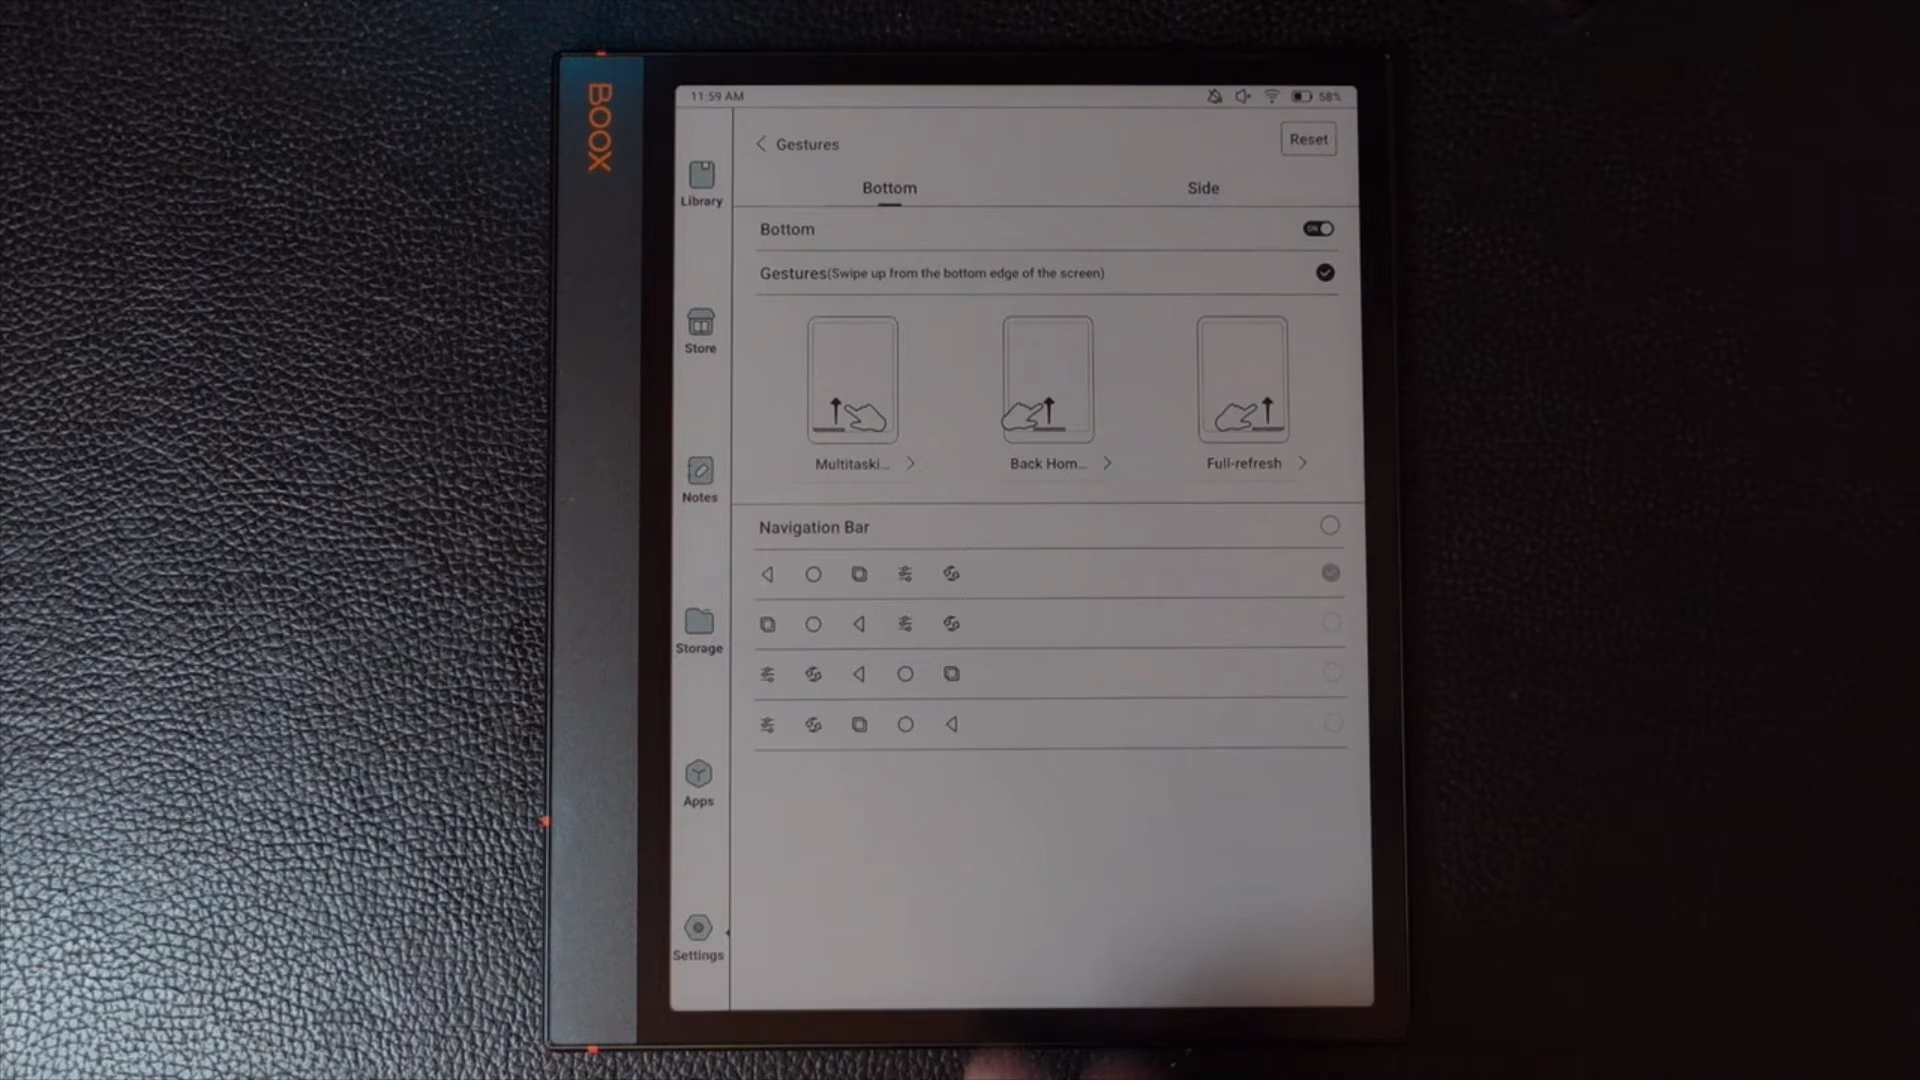 BOOX
11:59 AM
58%
Gestures
Reset
Bottom
Side
Bottom
ON
Gestures(Swipe up from the bottom edge of the screen)
Multitaski...
Back Hom...
Full-refresh
Navigation Bar
Library
Store
Notes
Storage
Apps
Settings